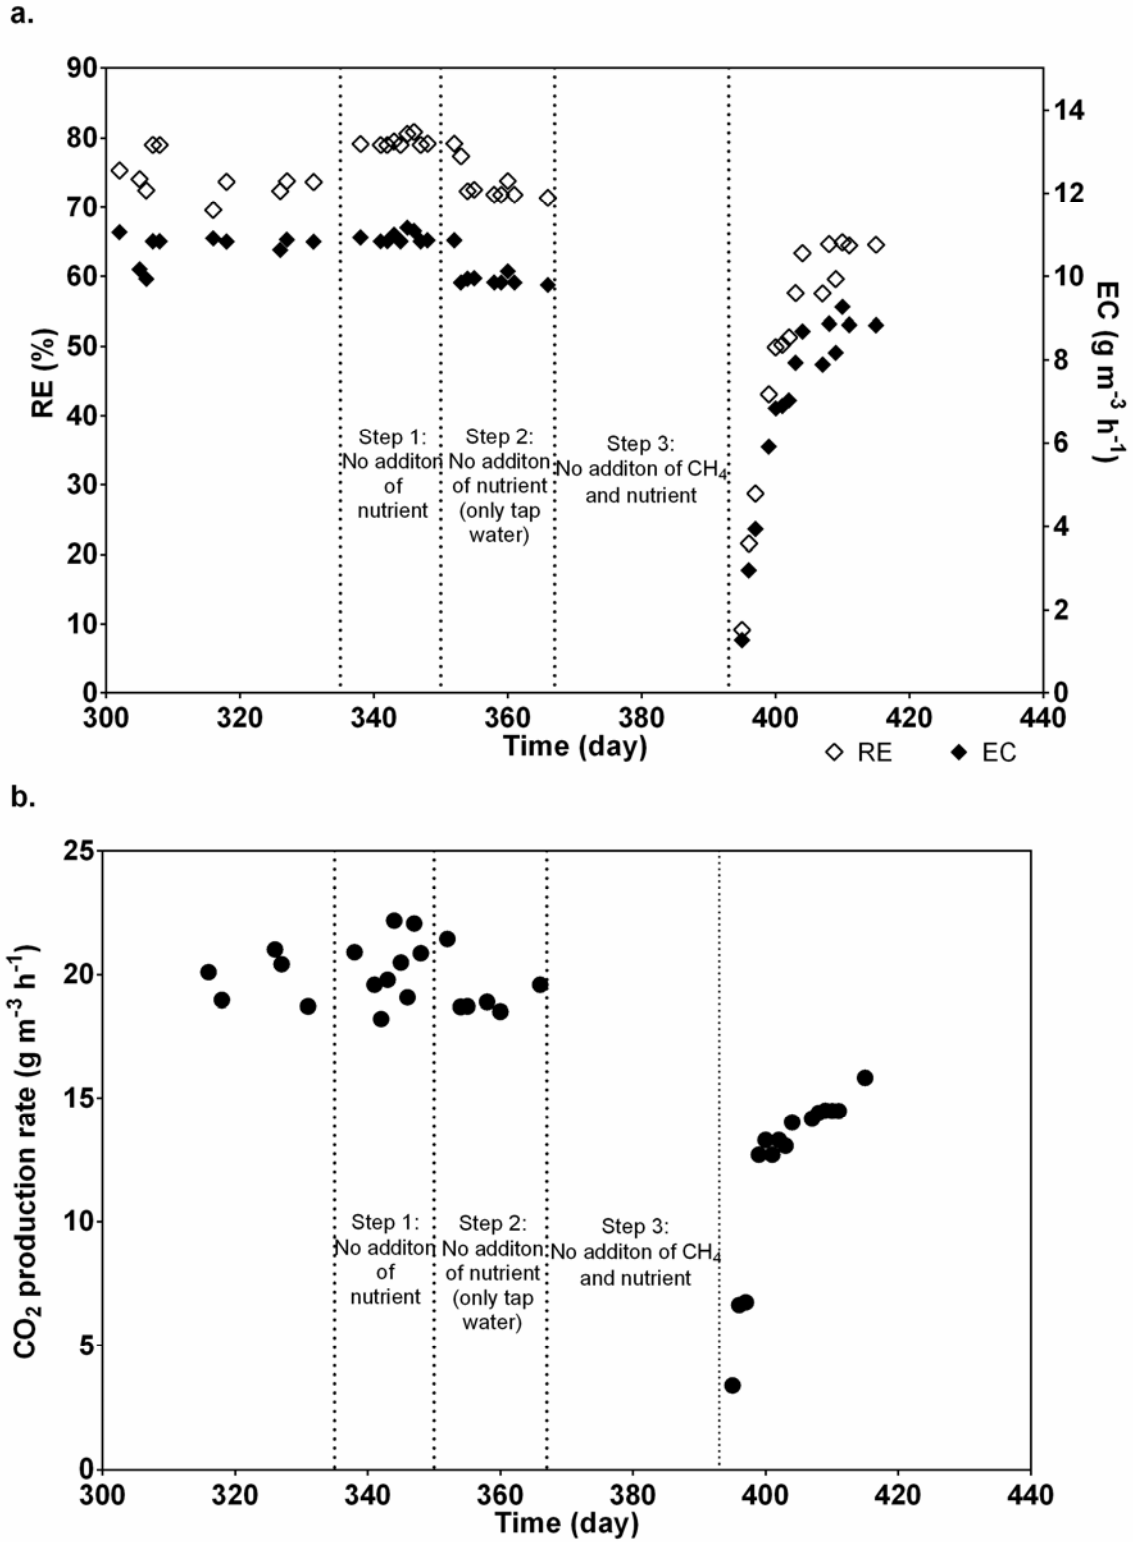 a.
90
80
70
60
50
40
30
20
10
0
RE (%)
14
12
10
8
6
4
2
0
EC (g m⁻³ h⁻¹)
Step 1:
No additon
of
nutrient
Step 2:
No additon
of nutrient
(only tap
water)
Step 3:
No additon of CH₄
and nutrient
300 320 340 360 380 400 420 440
Time (day)
RE EC
b.
25
20
15
10
5
0
CO₂ production rate (g m⁻³ h⁻¹)
Step 1:
No additon
of
nutrient
Step 2:
No additon
of nutrient
(only tap
water)
Step 3:
No additon of CH₄
and nutrient
300 320 340 360 380 400 420 440
Time (day)